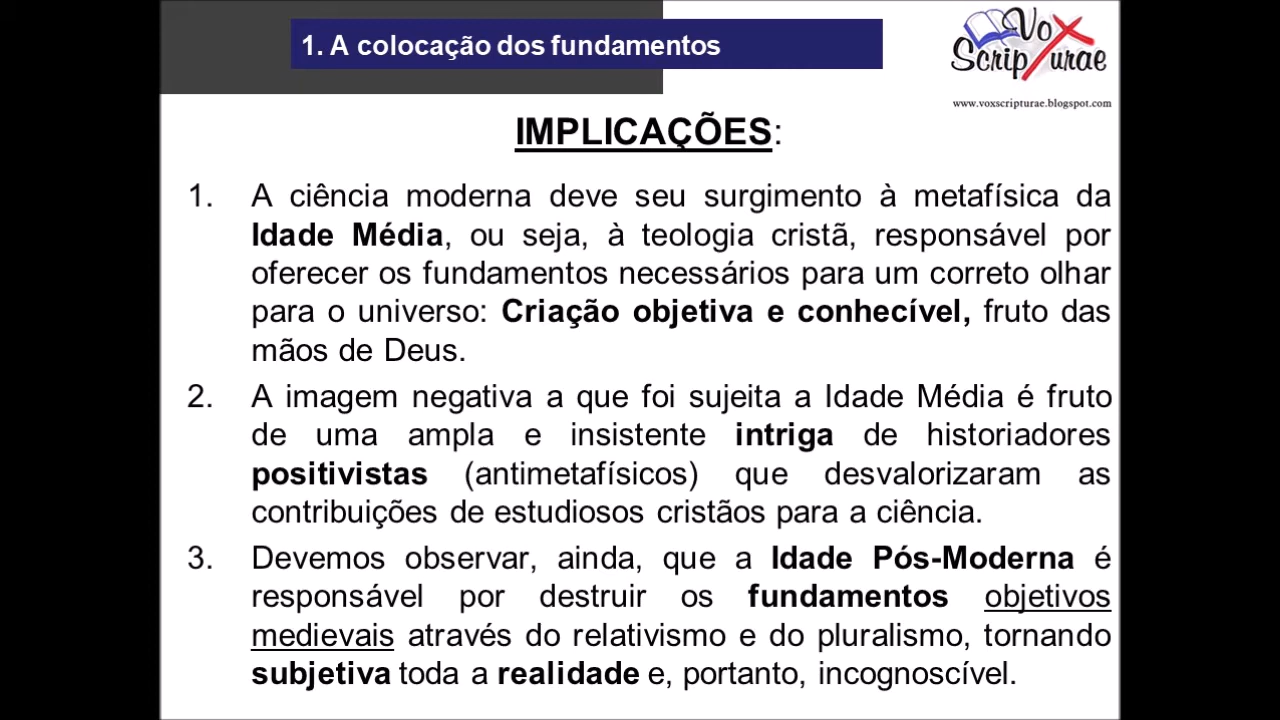 1. A colocação dos fundamentos
Vox
Scripturae
www.voxscripturae.blogspot.com
IMPLICAÇÕES:
1. A ciência moderna deve seu surgimento à metafísica da
Idade Média, ou seja, à teologia cristã, responsável por
oferecer os fundamentos necessários para um correto olhar
para o universo: Criação objetiva e conhecível, fruto das
mãos de Deus.
2. A imagem negativa a que foi sujeita a Idade Média é fruto
de uma ampla e insistente intriga de historiadores
positivistas (antimetafísicos) que desvalorizaram as
contribuições de estudiosos cristãos para a ciência.
3. Devemos observar, ainda, que a Idade Pós-Moderna é
responsável por destruir os fundamentos objetivos
medievais através do relativismo e do pluralismo, tornando
subjetiva toda a realidade e, portanto, incognoscível.